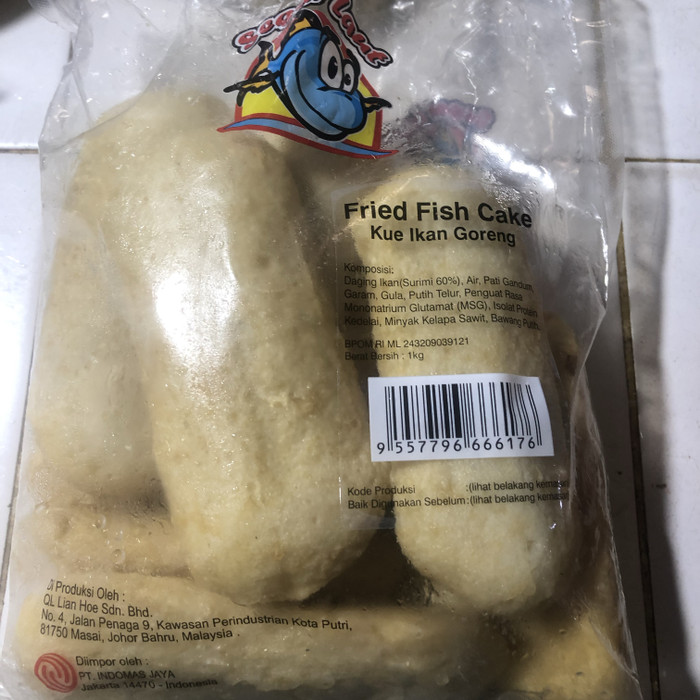 Segar Laut
Fried Fish Cake
Kue Ikan Goreng
Komposisi:
Daging Ikan(Surimi 60%), Air, Pati Gandum,
Garam, Gula, Putih Telur, Penguat Rasa
Mononatrium Glutamat (MSG), Isolat Protein
Kedelai, Minyak Kelapa Sawit, Bawang Putih
BPOM RI ML 243209039121
Berat Bersih : 1kg
9 557796 666176
Kode Produksi :(lihat belakang kemasan
Baik Digunakan Sebelum:(lihat belakang kemasan
Di Produksi Oleh :
QL Lian Hoe Sdn. Bhd.
No. 4, Jalan Penaga 9, Kawasan Perindustrian Kota Putri,
81750 Masai, Johor Bahru, Malaysia .
Diimpor oleh :
PT. INDOMAS JAYA
Jakarta 14470 - Indonesia